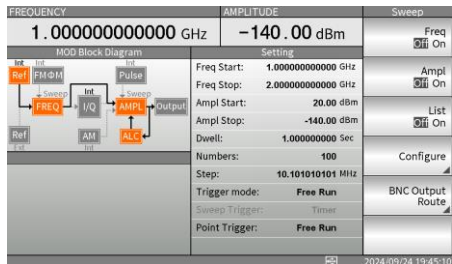 FREQUENCY
AMPLITUDE
Sweep
1.000000000000 GHz
-140.00 dBm
Freq
Off On
MOD Block Diagram
Setting
Int
Int
Int
Ref
FMΦM
Pulse
Sweep
Int
Sweep
FREQ
I/Q
AMPL
Output
Ref
AM
ALC
Ext
Int
Freq Start: 1.000000000000 GHz
Freq Stop: 2.000000000000 GHz
Ampl Start: 20.00 dBm
Ampl Stop: -140.00 dBm
Dwell: 1.000000000 Sec
Numbers: 100
Step: 10.101010101 MHz
Trigger mode: Free Run
Sweep Trigger: Timer
Point Trigger: Free Run
Ampl
Off On
List
Off On
Configure
BNC Output
Route
2024/09/24 19:45:10